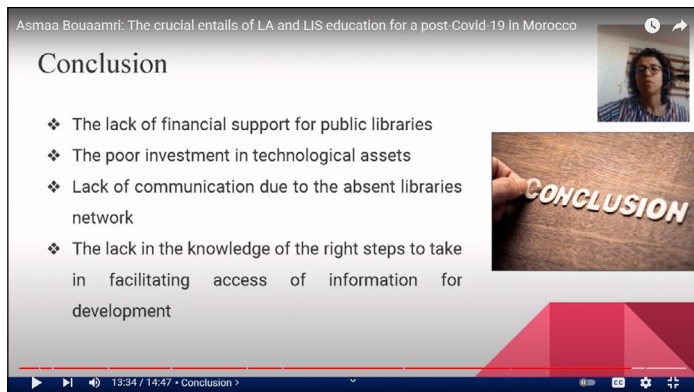 Asmaa Bouaamri: The crucial entails of LA and LIS education for a post-Covid-19 in Morocco
Conclusion
❖ The lack of financial support for public libraries
❖ The poor investment in technological assets
❖ Lack of communication due to the absent libraries
network
❖ The lack in the knowledge of the right steps to take
in facilitating access of information for
development
CONCLUSION
13:34 / 14:47 • Conclusion >
CC